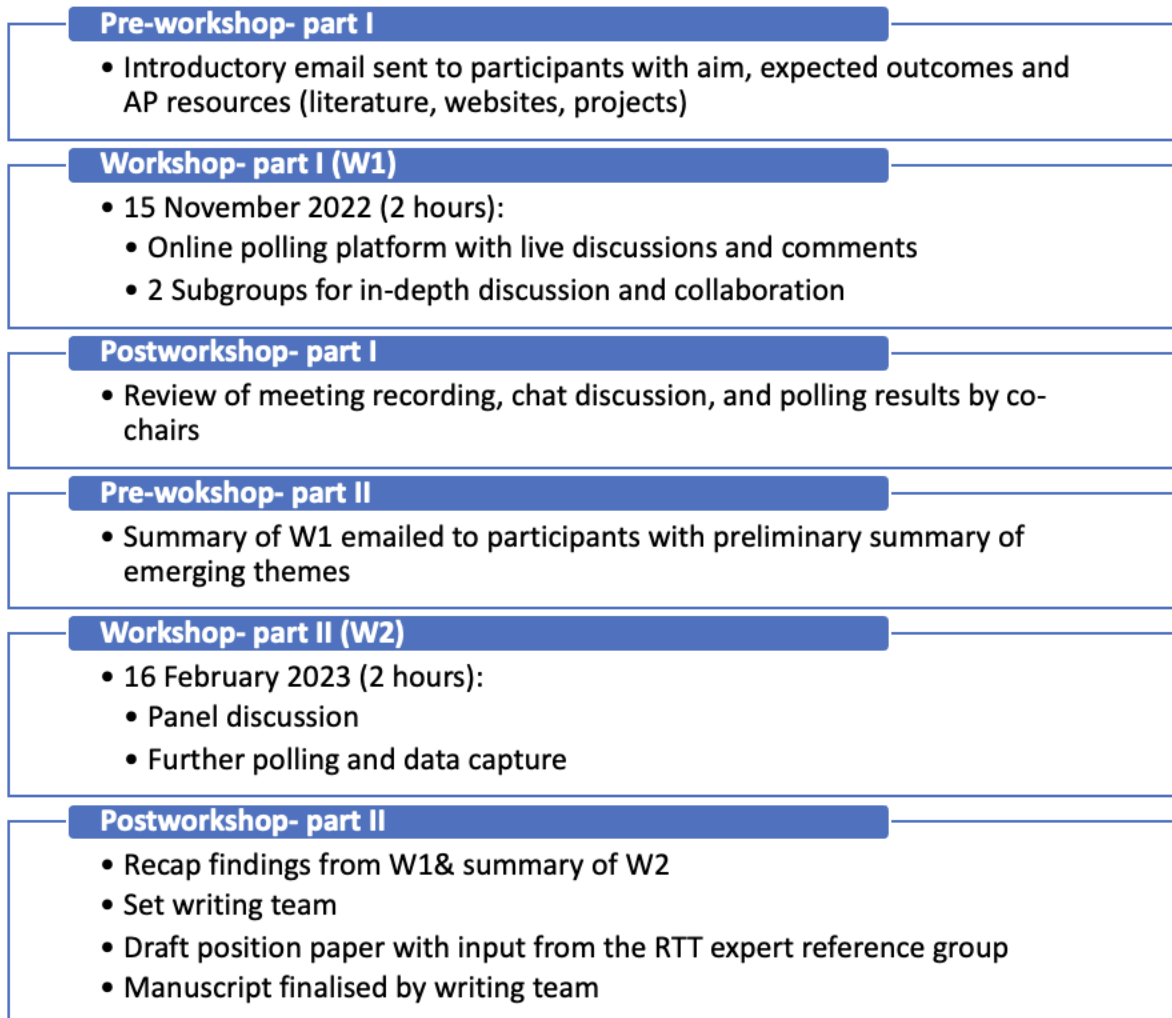 Pre-workshop- part I
• Introductory email sent to participants with aim, expected outcomes and
AP resources (literature, websites, projects)
Workshop- part I (W1)
• 15 November 2022 (2 hours):
• Online polling platform with live discussions and comments
• 2 Subgroups for in-depth discussion and collaboration
Postworkshop- part I
• Review of meeting recording, chat discussion, and polling results by co-
chairs
Pre-wokshop- part II
• Summary of W1 emailed to participants with preliminary summary of
emerging themes
Workshop- part II (W2)
• 16 February 2023 (2 hours):
• Panel discussion
• Further polling and data capture
Postworkshop- part II
• Recap findings from W1& summary of W2
• Set writing team
• Draft position paper with input from the RTT expert reference group
• Manuscript finalised by writing team